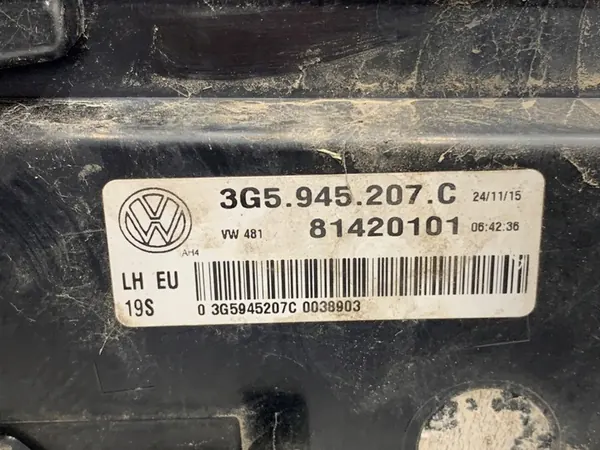 3G5.945.207.C 24/11/15
VW 481 81420101 06:42:36
AH4
LH EU
19S 0 3G5945207C 0038903